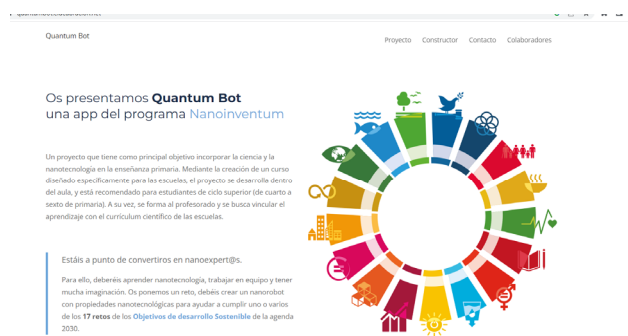 Quantum Bot
Proyecto Constructor Contacto Colaboradores
Os presentamos Quantum Bot
una app del programa Nanoinventum
Un proyecto que tiene como principal objetivo incorporar la ciencia y la
nanotecnología en la enseñanza primaria. Mediante la creación de un curso
diseñado específicamente para las escuelas, el proyecto se desarrolla dentro
del aula, y está recomendado para estudiantes de ciclo superior (de cuarto a
sexto de primaria). A su vez, se forma al profesorado y se busca vincular el
aprendizaje con el currículum científico de las escuelas.
Estáis a punto de convertiros en nanoexpert@s.
Para ello, deberéis aprender nanotecnología, trabajar en equipo y tener
mucha imaginación. Os ponemos un reto, debéis crear un nanorobot
con propiedades nanotecnológicas para ayudar a cumplir uno o varios
de los 17 retos de los Objetivos de desarrollo Sostenible de la agenda
2030.